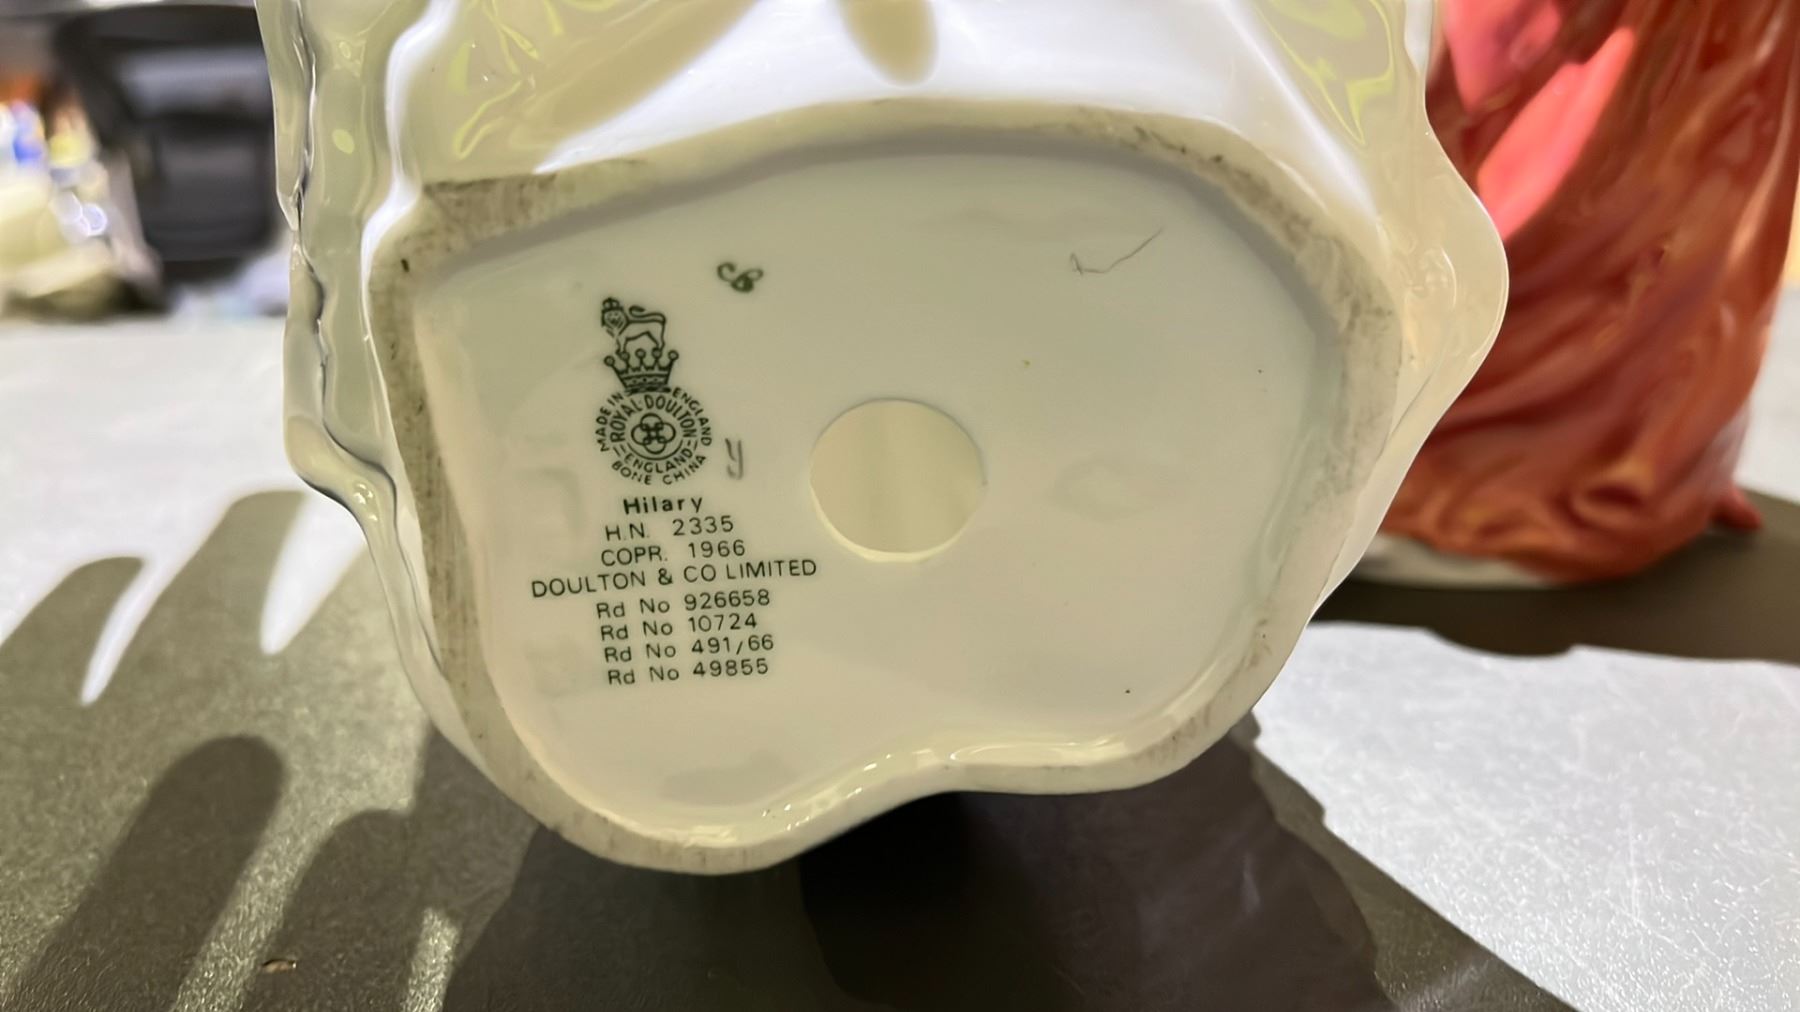 CB
MADE IN ENGLAND
ROYAL·DOULTON
ENGLAND
BONE CHINA
y
Hilary
H.N. 2335
COPR. 1966
DOULTON & CO LIMITED
Rd No 926658
Rd No 10724
Rd No 491/66
Rd No 49855